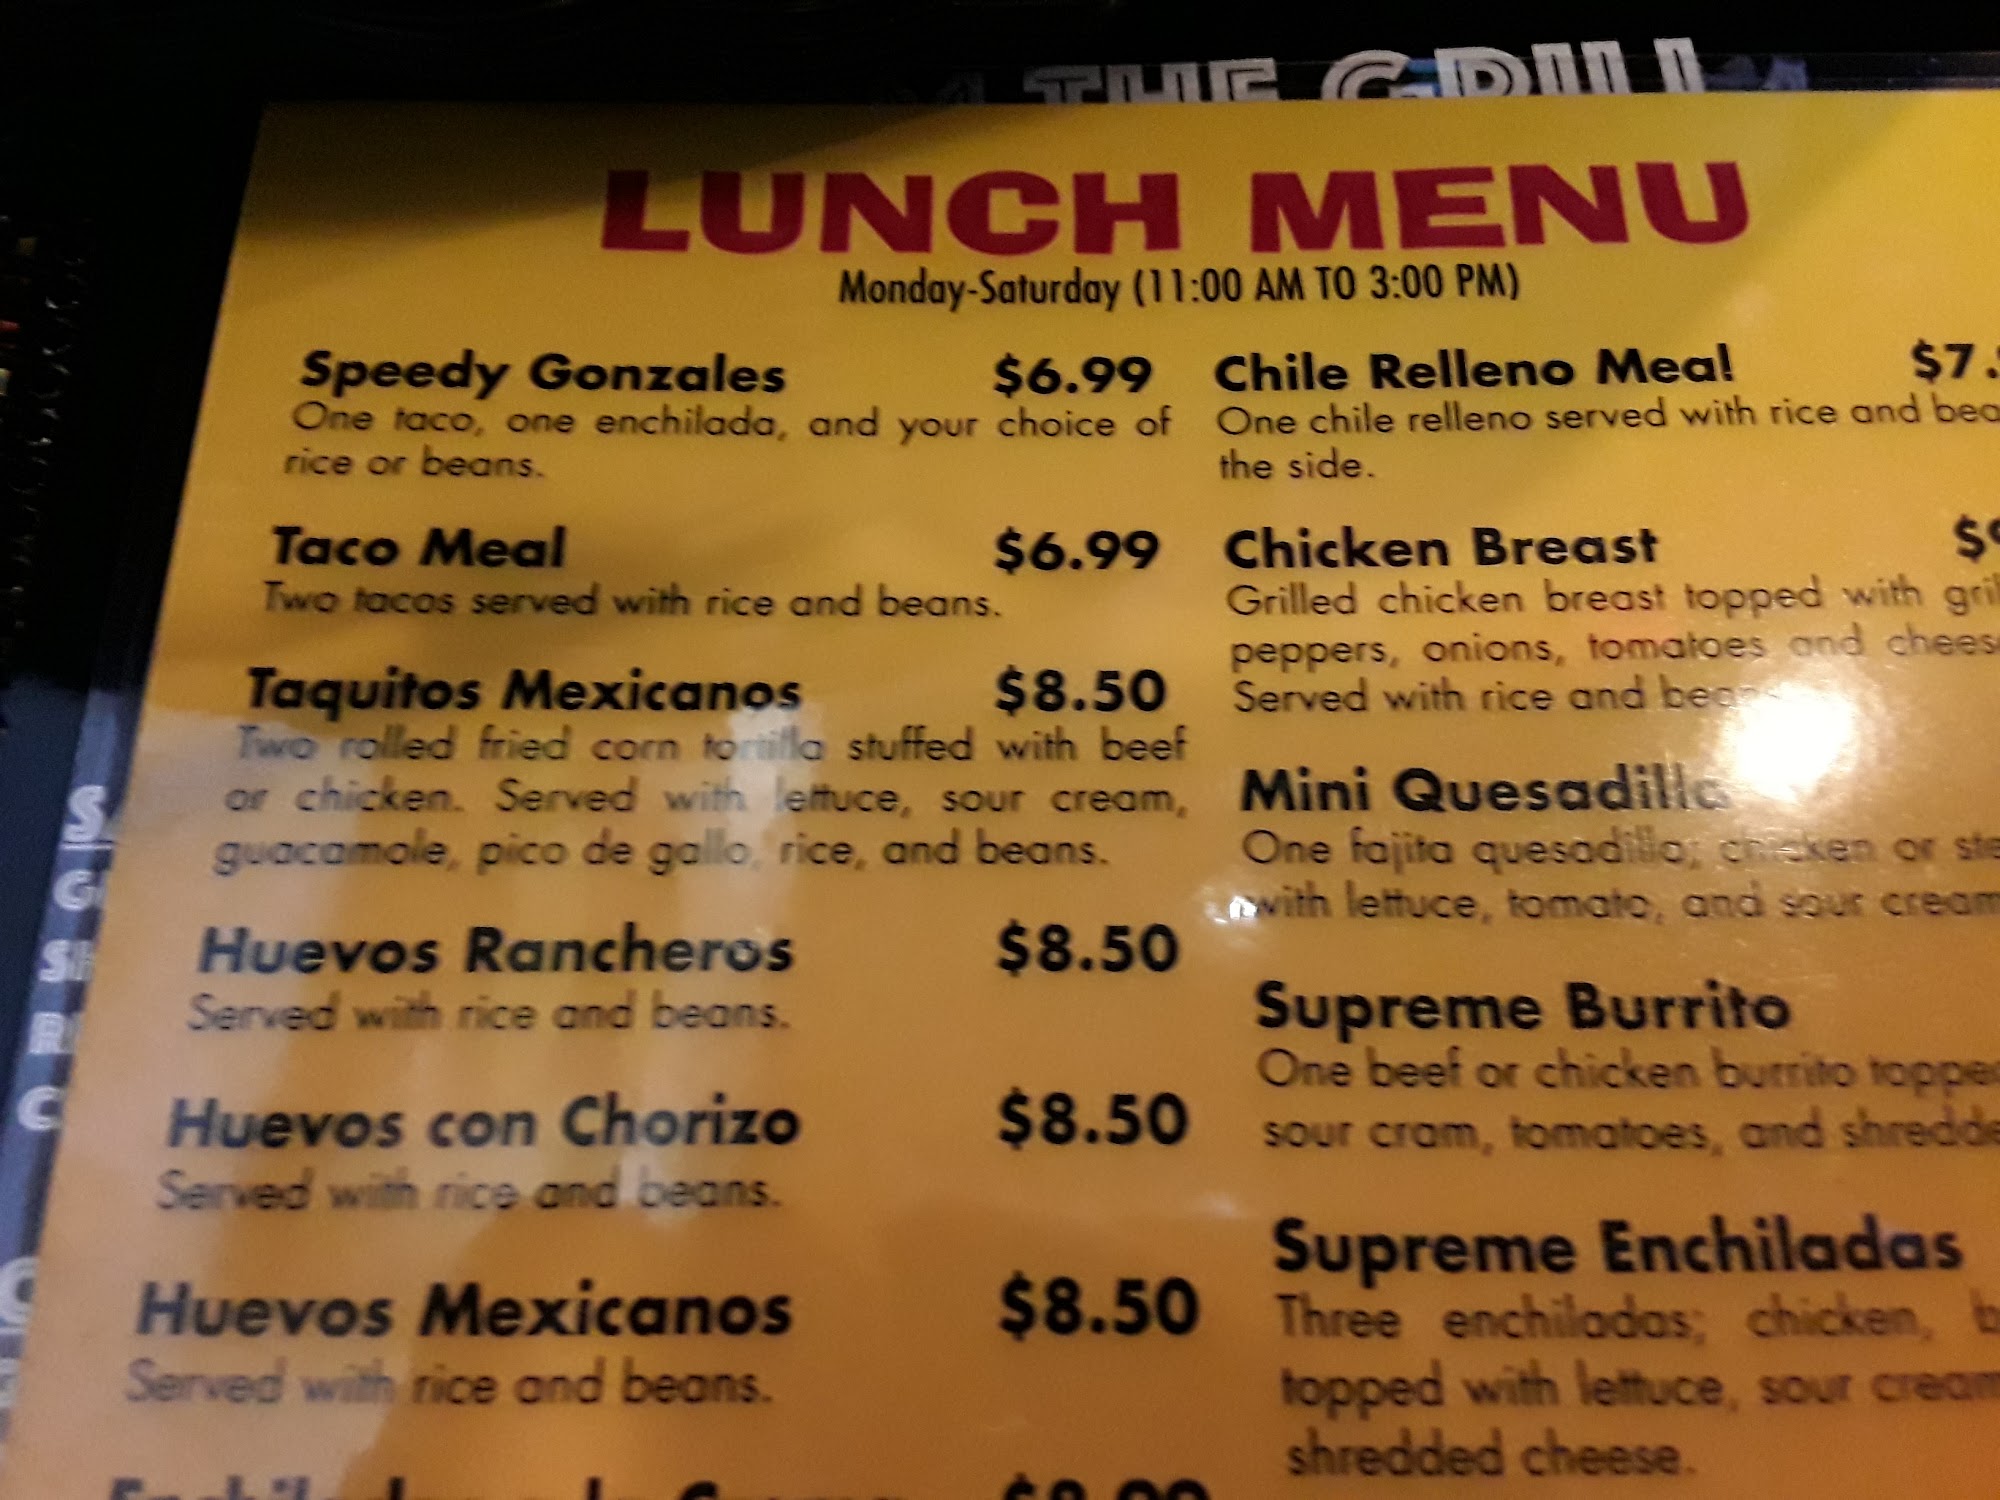 THE GRILL
LUNCH MENU
Monday-Saturday (11:00 AM TO 3:00 PM)
Speedy Gonzales $6.99
One taco, one enchilada, and your choice of
rice or beans.
Taco Meal $6.99
Two tacos served with rice and beans.
Taquitos Mexicanos $8.50
Two rolled fried corn tortilla stuffed with beef
or chicken. Served with lettuce, sour cream,
guacamole, pico de gallo, rice, and beans.
Huevos Rancheros $8.50
Served with rice and beans.
Huevos con Chorizo $8.50
Served with rice and beans.
Huevos Mexicanos $8.50
Served with rice and beans.
$8.99
Chile Relleno Meal $7.
One chile relleno served with rice and
the side.
Chicken Breast
Grilled chicken breast topped with
peppers, onions, tomatoes and
Served with rice and
Mini Quesadilla
One fajita quesadilla; chicken or
with lettuce, tomato, and sour cream
Supreme Burrito
One beef or chicken burrito
sour cram, tomatoes, and
Supreme Enchiladas
Three enchiladas; chicken,
topped with lettuce, sour cream
shredded cheese.